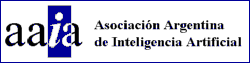 aaia
Asociación Argentina
de Inteligencia Artificial